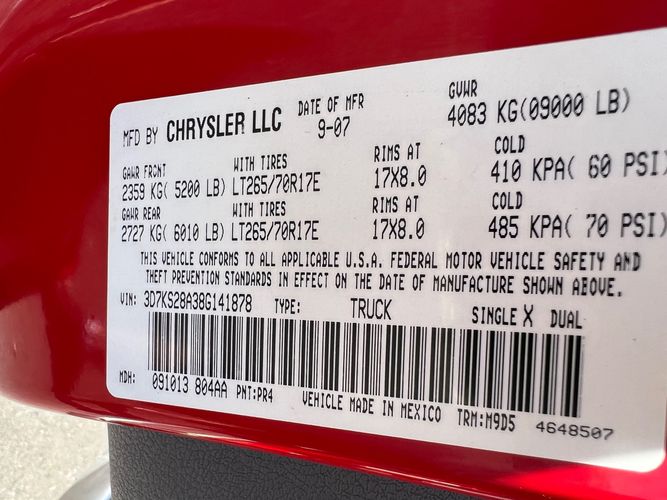 MFD BY CHRYSLER LLC DATE OF MFR GVWR
9-07 4083 KG(09000 LB)
GAWR FRONT WITH TIRES RIMS AT COLD
2359 KG( 5200 LB) LT265/70R17E 17X8.0 410 KPA( 60 PSI)
GAWR REAR WITH TIRES RIMS AT COLD
2727 KG( 6010 LB) LT265/70R17E 17X8.0 485 KPA( 70 PSI)
THIS VEHICLE CONFORMS TO ALL APPLICABLE U.S.A. FEDERAL MOTOR VEHICLE SAFETY AND
THEFT PREVENTION STANDARDS IN EFFECT ON THE DATE OF MANUFACTURE SHOWN ABOVE.
VIN: 3D7KS28A38G141878 TYPE: TRUCK SINGLE X DUAL
MDH: 091013 804AA PNT:PR4 VEHICLE MADE IN MEXICO TRM:M9D5 4648507